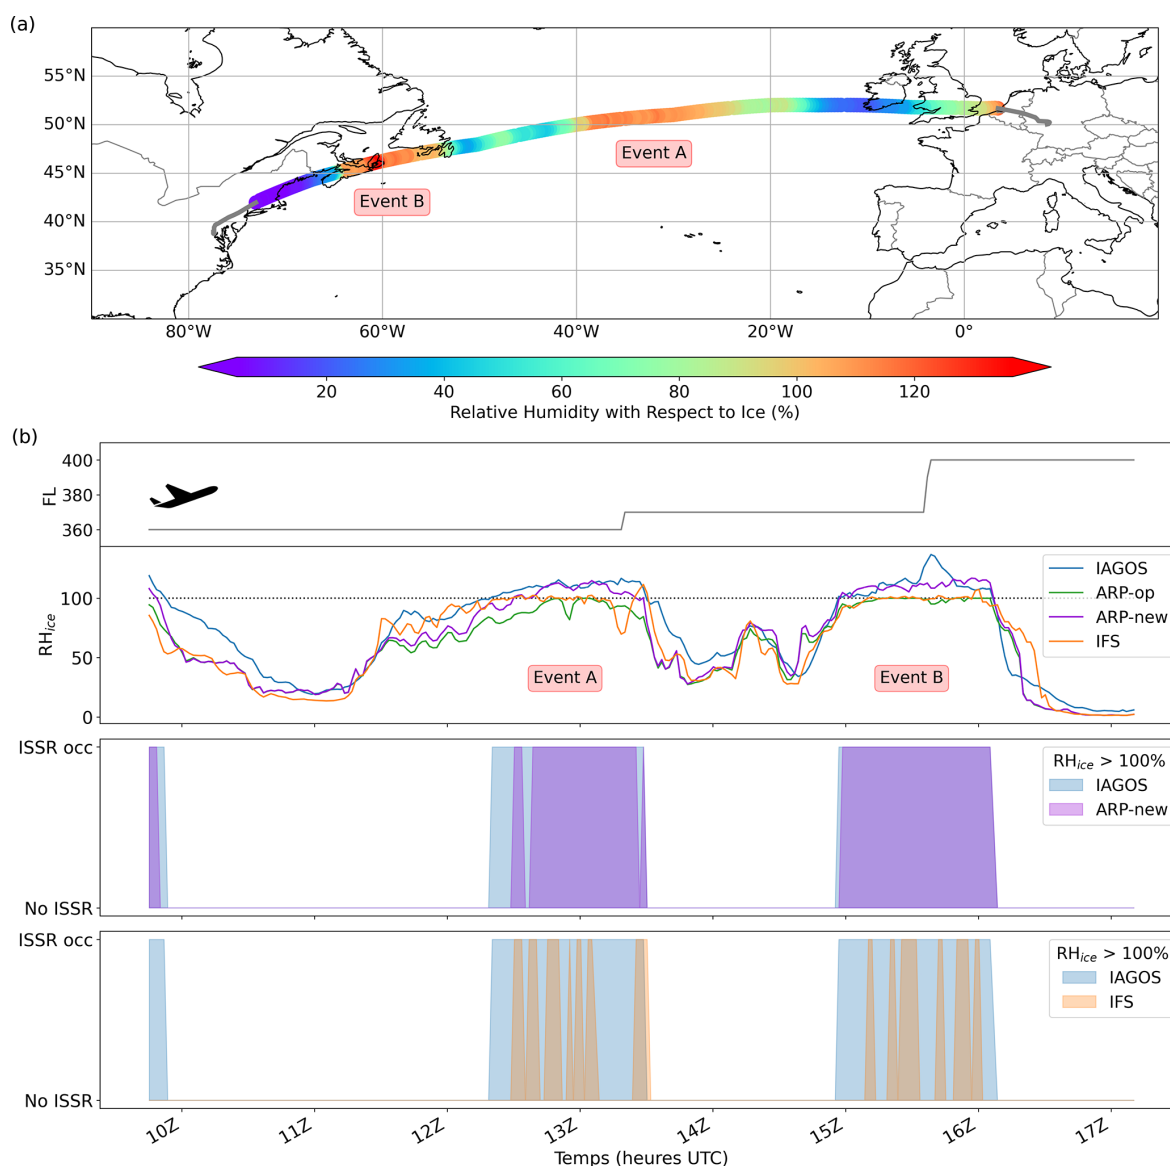 (a)
55°N
50°N
45°N
40°N
35°N
Event A
Event B
80°W
60°W
40°W
20°W
0°
20
40
60
80
100
120
Relative Humidity with Respect to Ice (%)
(b)
400
380
360
FL
100
50
0
RHice
IAGOS
ARP-op
ARP-new
IFS
Event A
Event B
ISSR occ
No ISSR
RHice > 100%
IAGOS
ARP-new
ISSR occ
No ISSR
RHice > 100%
IAGOS
IFS
10Z
11Z
12Z
13Z
14Z
15Z
16Z
17Z
Temps (heures UTC)